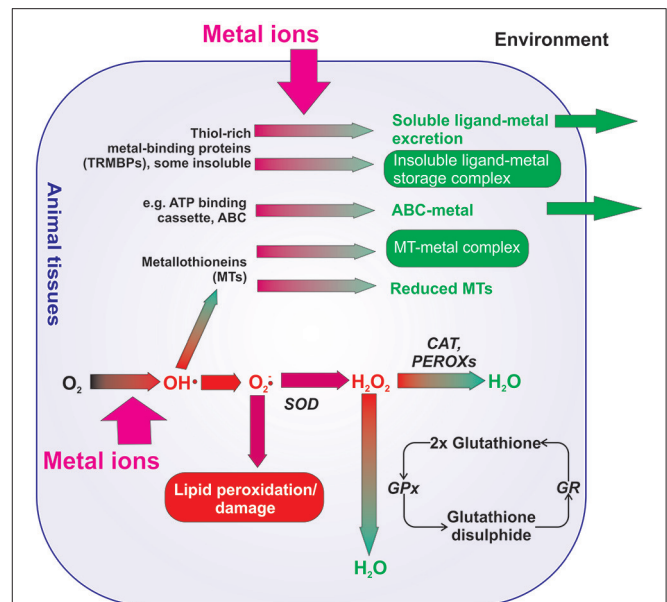 Metal ions
Environment
Animal tissues
Thiol-rich
metal-binding proteins
(TRMBPs), some insoluble
Soluble ligand-metal
excretion
Insoluble ligand-metal
storage complex
e.g. ATP binding
cassette, ABC
ABC-metal
Metallothioneins
(MTs)
MT-metal complex
Reduced MTs
O₂
OH•
O₂•̄
SOD
H₂O₂
CAT,
PEROXs
H₂O
Metal ions
Lipid peroxidation/
damage
2x Glutathione
GPx
GR
Glutathione
disulphide
H₂O